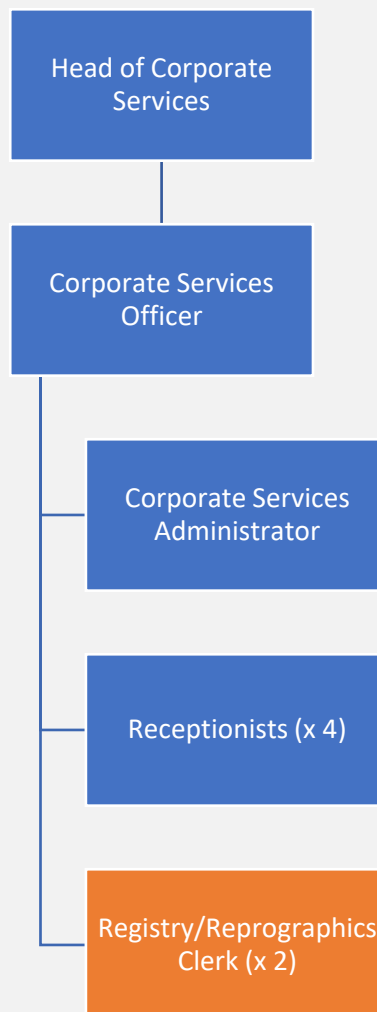 Head of Corporate
Services
Corporate Services
Officer
Corporate Services
Administrator
Receptionists (x 4)
Registry/Reprographics
Clerk (x 2)